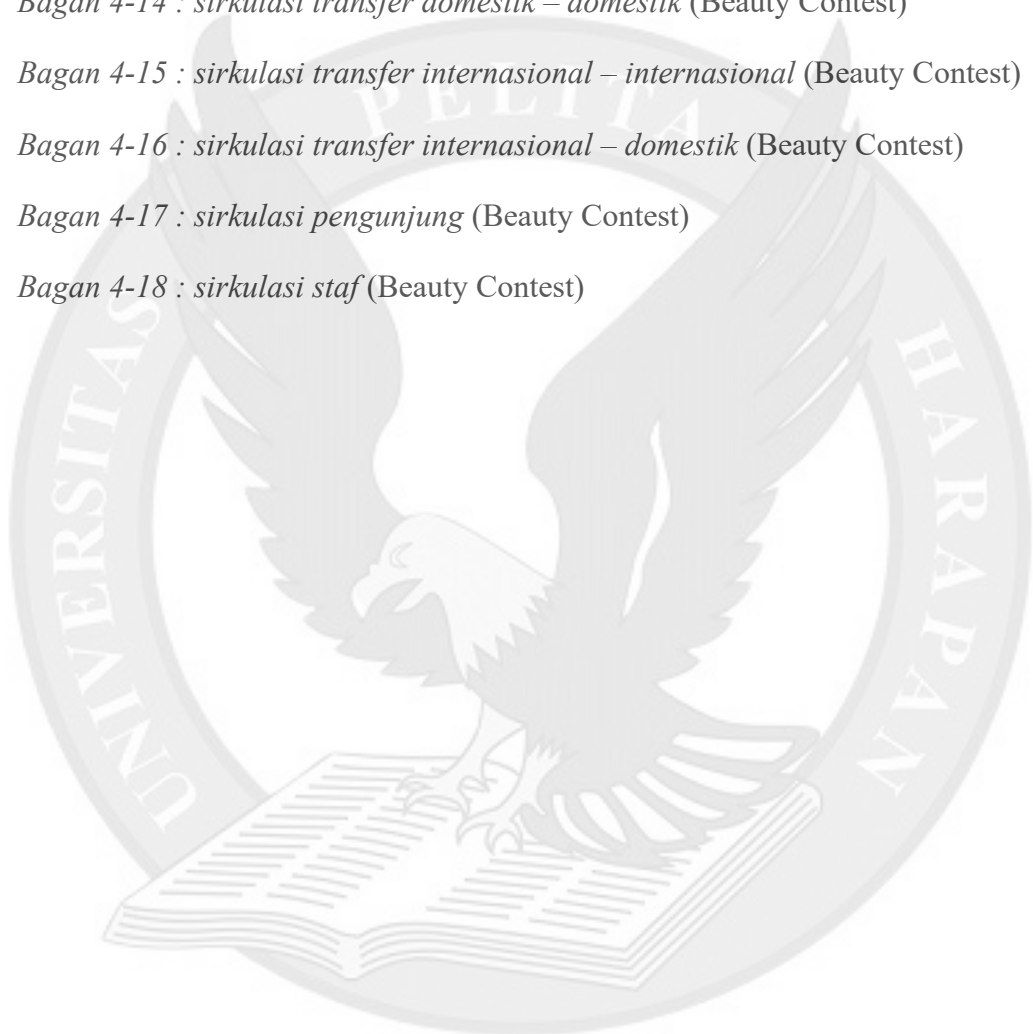 Bagan 4-14 : sirkulasi transfer domestik – domestik (Beauty Contest)
Bagan 4-15 : sirkulasi transfer internasional – internasional (Beauty Contest)
Bagan 4-16 : sirkulasi transfer internasional – domestik (Beauty Contest)
Bagan 4-17 : sirkulasi pengunjung (Beauty Contest)
Bagan 4-18 : sirkulasi staf (Beauty Contest)
UNIVERSITAS PELITA HARAPAN